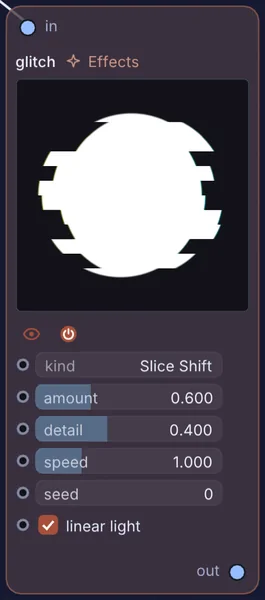 in
glitch Effects
kind Slice Shift
amount 0.600
detail 0.400
speed 1.000
seed 0
linear light
out